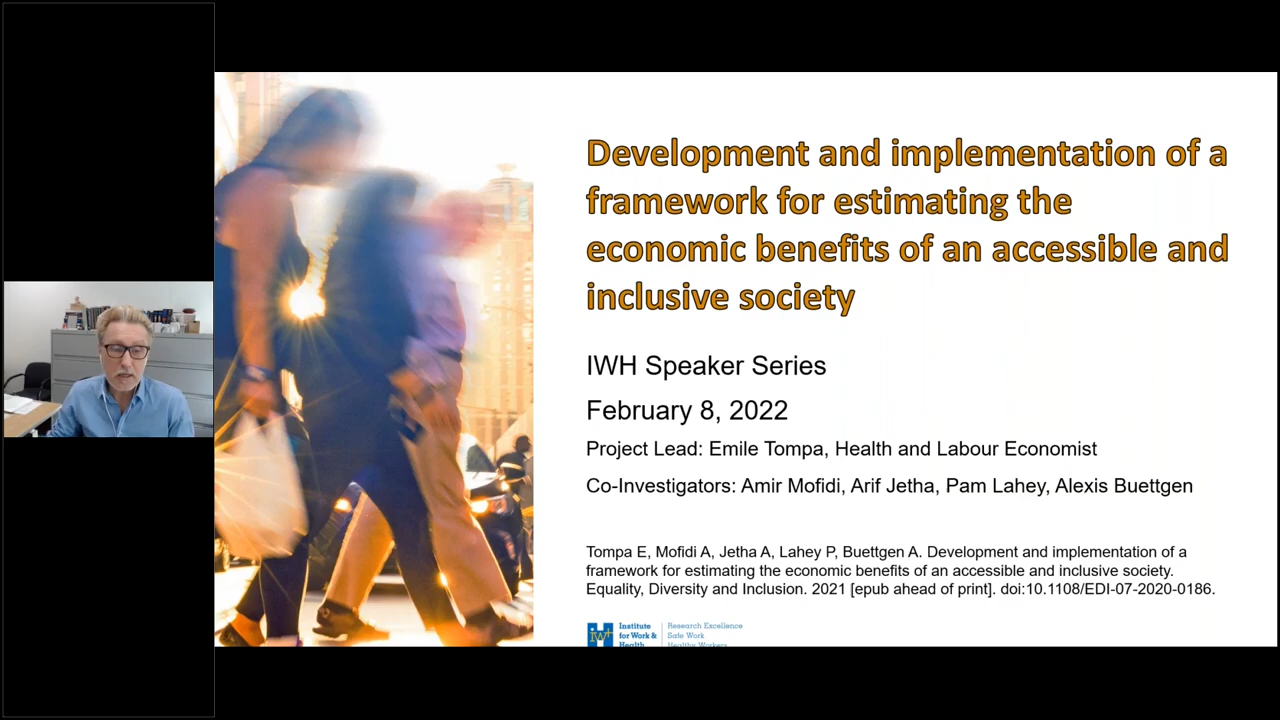 Development and implementation of a
framework for estimating the
economic benefits of an accessible and
inclusive society
IWH Speaker Series
February 8, 2022
Project Lead: Emile Tompa, Health and Labour Economist
Co-Investigators: Amir Mofidi, Arif Jetha, Pam Lahey, Alexis Buettgen
Tompa E, Mofidi A, Jetha A, Lahey P, Buettgen A. Development and implementation of a
framework for estimating the economic benefits of an accessible and inclusive society.
Equality, Diversity and Inclusion. 2021 [epub ahead of print]. doi:10.1108/EDI-07-2020-0186.
iwh
Institute
for Work &
Health
Research Excellence
Safe Work
Healthy Workers